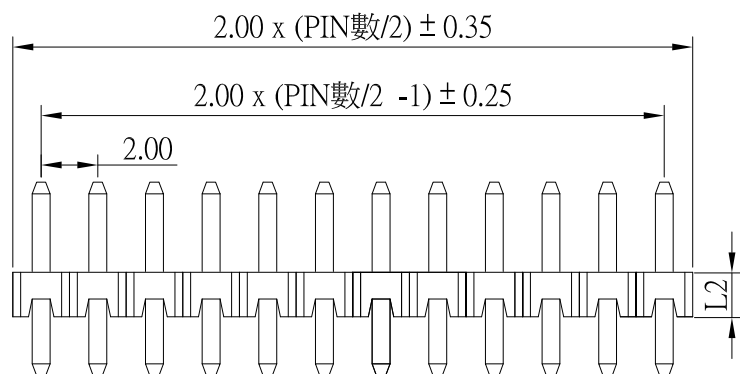 2.00 x (PIN數/2) ± 0.35
2.00 x (PIN數/2 -1) ± 0.25
2.00
L2